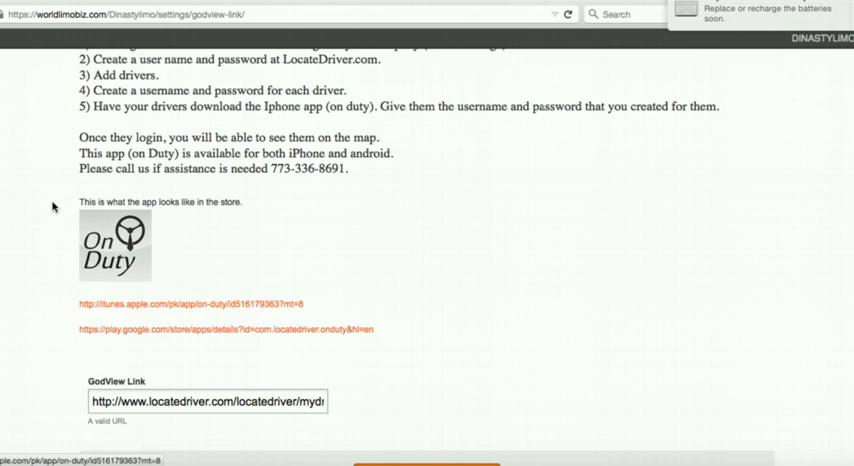 https://worldlimobiz.com/Dinastylimo/settings/godview-link/
Search
Replace or recharge the batteries
soon.
DINASTYLIMO
2) Create a user name and password at LocateDriver.com.
3) Add drivers.
4) Create a username and password for each driver.
5) Have your drivers download the Iphone app (on duty). Give them the username and password that you created for them.
Once they login, you will be able to see them on the map.
This app (on Duty) is available for both iPhone and android.
Please call us if assistance is needed 773-336-8691.
This is what the app looks like in the store.
On
Duty
http://itunes.apple.com/pk/app/on-duty/id516179363?mt=8
https://play.google.com/store/apps/details?id=com.locatedriver.onduty&hl=en
GodView Link
http://www.locatedriver.com/locatedriver/myd
A valid URL
ple.com/pk/app/on-duty/id516179363?mt=8